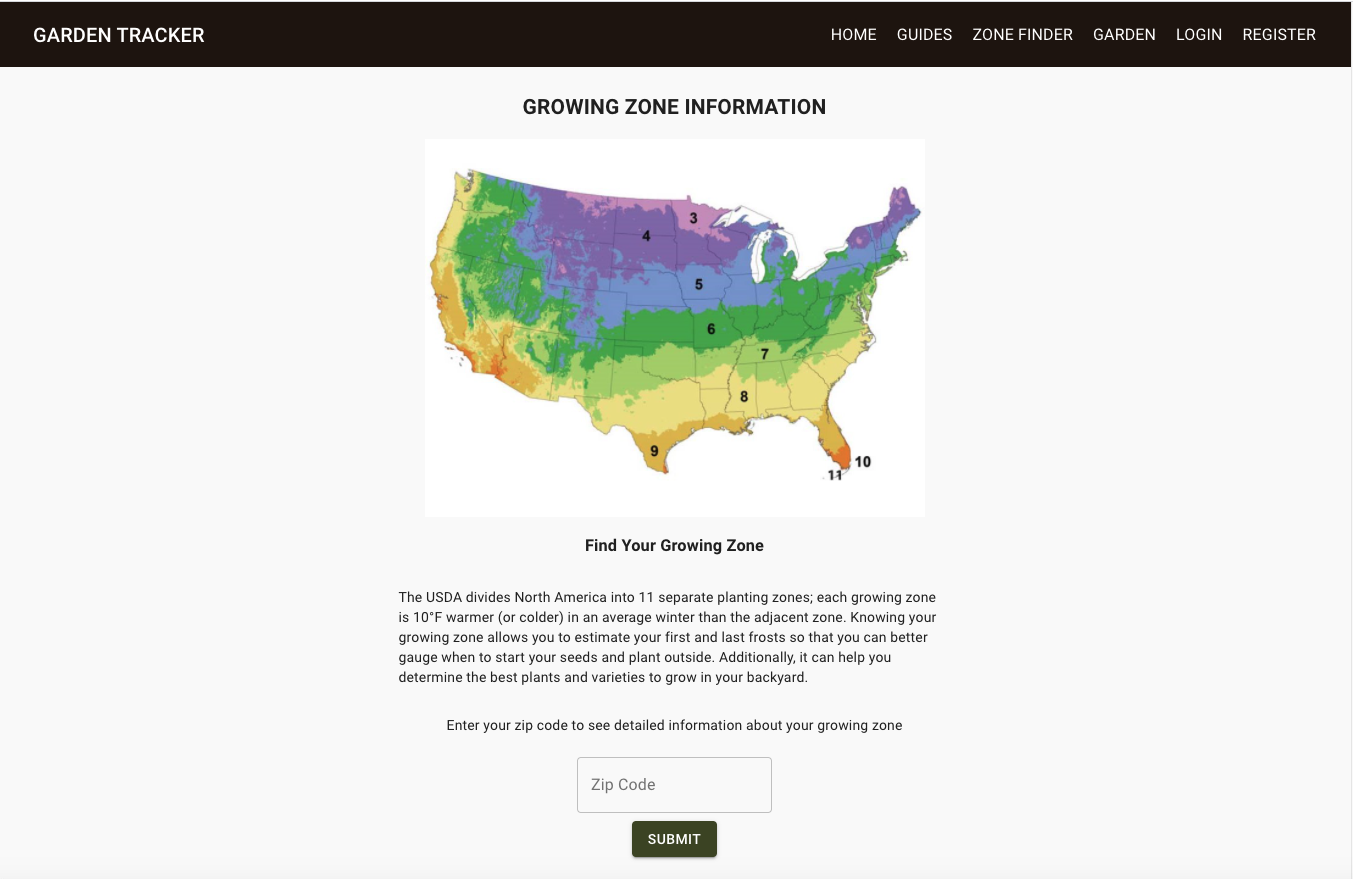 GARDEN TRACKER
HOME GUIDES ZONE FINDER GARDEN LOGIN REGISTER
GROWING ZONE INFORMATION
3
4
5
6
7
8
9
10
11
Find Your Growing Zone
The USDA divides North America into 11 separate planting zones; each growing zone
is 10°F warmer (or colder) in an average winter than the adjacent zone. Knowing your
growing zone allows you to estimate your first and last frosts so that you can better
gauge when to start your seeds and plant outside. Additionally, it can help you
determine the best plants and varieties to grow in your backyard.
Enter your zip code to see detailed information about your growing zone
Zip Code
SUBMIT